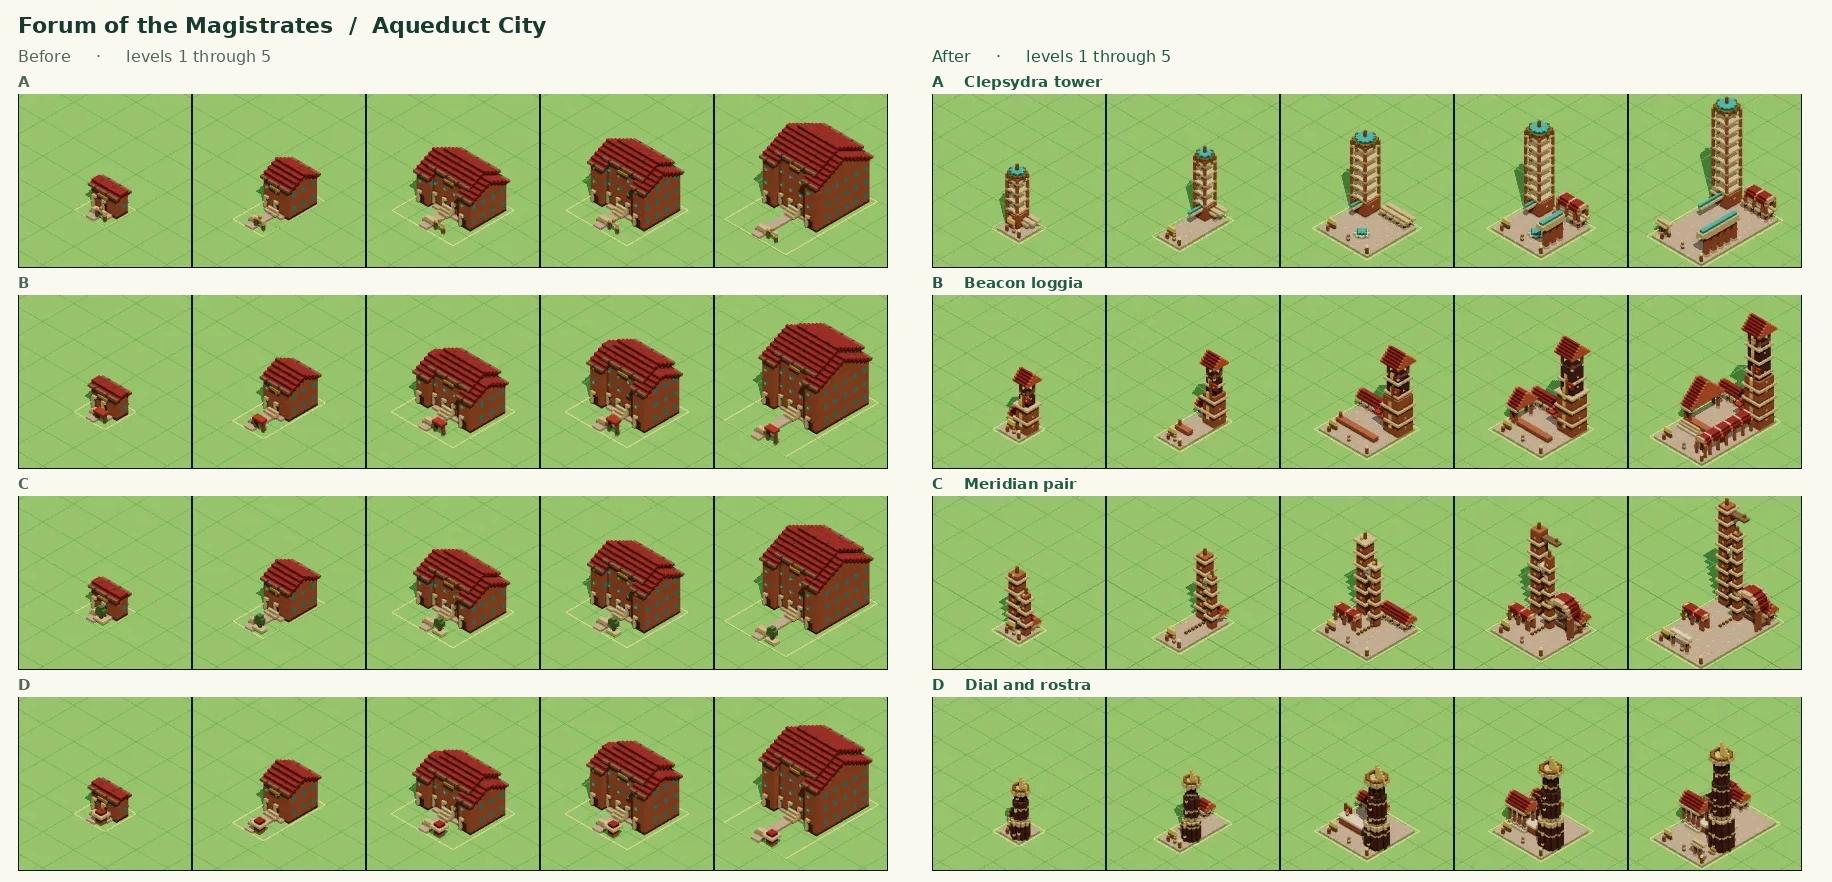 Forum of the Magistrates / Aqueduct City
Before · levels 1 through 5
After · levels 1 through 5
A
A Clepsydra tower
B
B Beacon loggia
C
C Meridian pair
D
D Dial and rostra